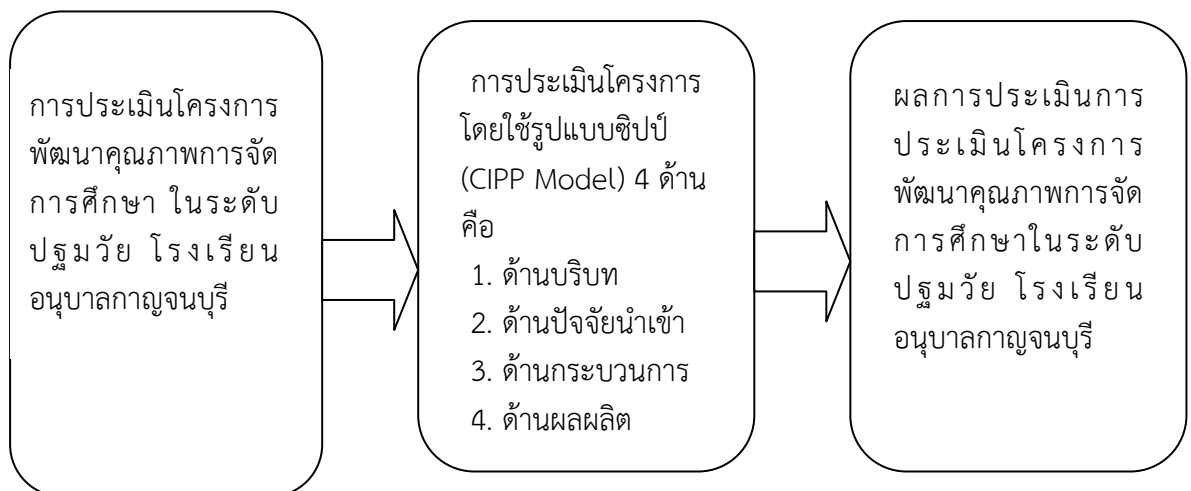 การประเมินโครงการ
พัฒนาคุณภาพการจัด
การศึกษา ในระดับ
ปฐมวัย โรงเรียน
อนุบาลกาญจนบุรี
การประเมินโครงการ
โดยใช้รูปแบบซิปป์
(CIPP Model) 4 ด้าน
คือ
1. ด้านบริบท
2. ด้านปัจจัยนำเข้า
3. ด้านกระบวนการ
4. ด้านผลผลิต
ผลการประเมินการ
ประเมินโครงการ
พัฒนาคุณภาพการจัด
การศึกษาในระดับ
ปฐมวัย โรงเรียน
อนุบาลกาญจนบุรี